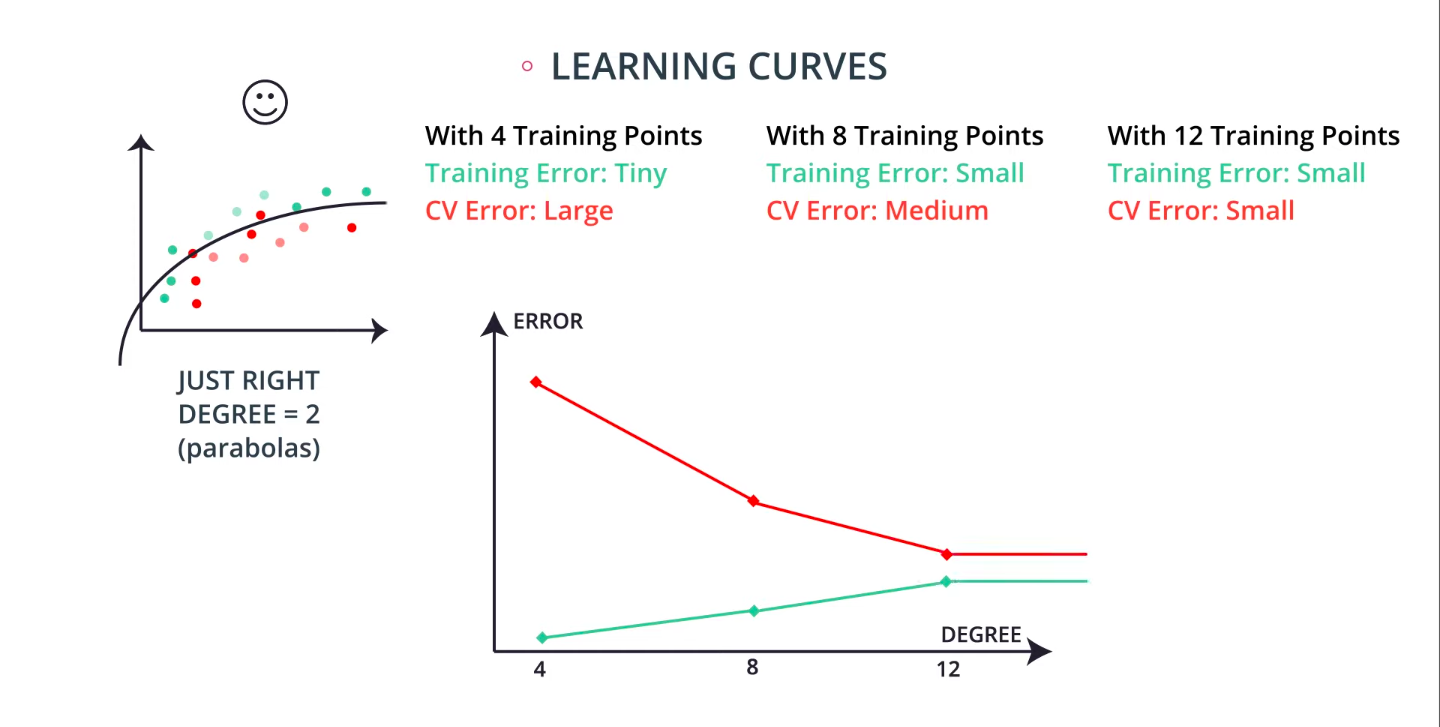 LEARNING CURVES
With 4 Training Points
Training Error: Tiny
CV Error: Large
With 8 Training Points
Training Error: Small
CV Error: Medium
With 12 Training Points
Training Error: Small
CV Error: Small
JUST RIGHT
DEGREE = 2
(parabolas)
ERROR
DEGREE
4
8
12